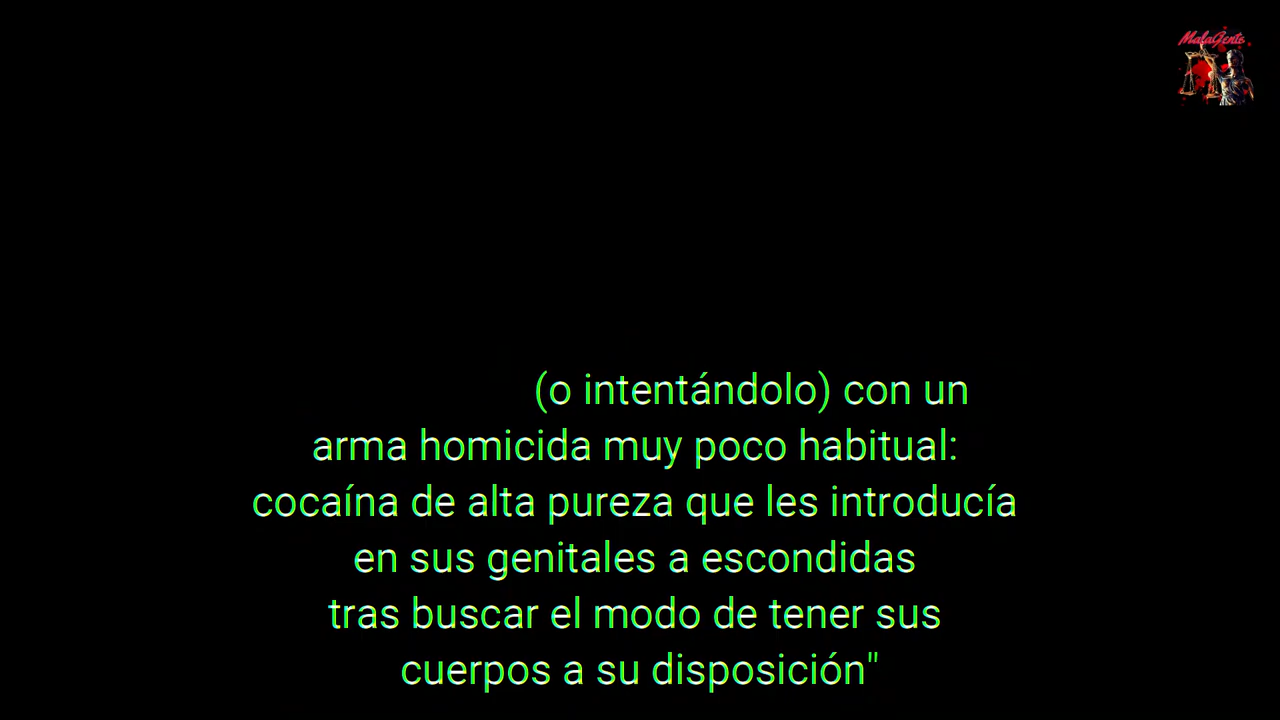 MalaGente
(o intentándolo) con un
arma homicida muy poco habitual:
cocaína de alta pureza que les introducía
en sus genitales a escondidas
tras buscar el modo de tener sus
cuerpos a su disposición"